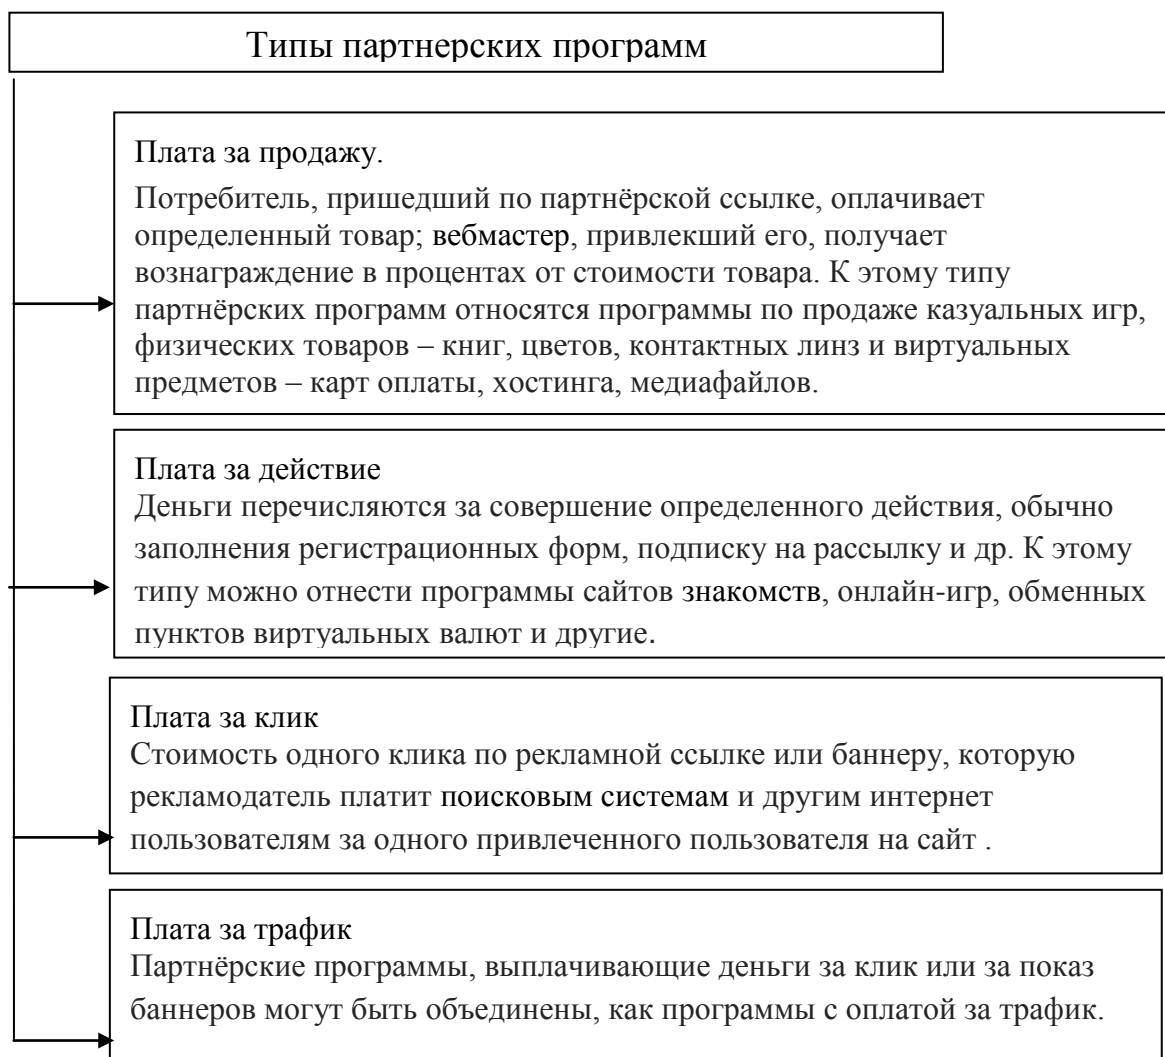 Типы партнерских программ
Плата за продажу.
Потребитель, пришедший по партнёрской ссылке, оплачивает
определенный товар; вебмастер, привлекший его, получает
вознаграждение в процентах от стоимости товара. К этому типу
партнёрских программ относятся программы по продаже казуальных игр,
физических товаров – книг, цветов, контактных линз и виртуальных
предметов – карт оплаты, хостинга, медиафайлов.
Плата за действие
Деньги перечисляются за совершение определенного действия, обычно
заполнения регистрационных форм, подписку на рассылку и др. К этому
типу можно отнести программы сайтов знакомств, онлайн-игр, обменных
пунктов виртуальных валют и другие.
Плата за клик
Стоимость одного клика по рекламной ссылке или баннеру, которую
рекламодатель платит поисковым системам и другим интернет
пользователям за одного привлеченного пользователя на сайт .
Плата за трафик
Партнёрские программы, выплачивающие деньги за клик или за показ
баннеров могут быть объединены, как программы с оплатой за трафик.